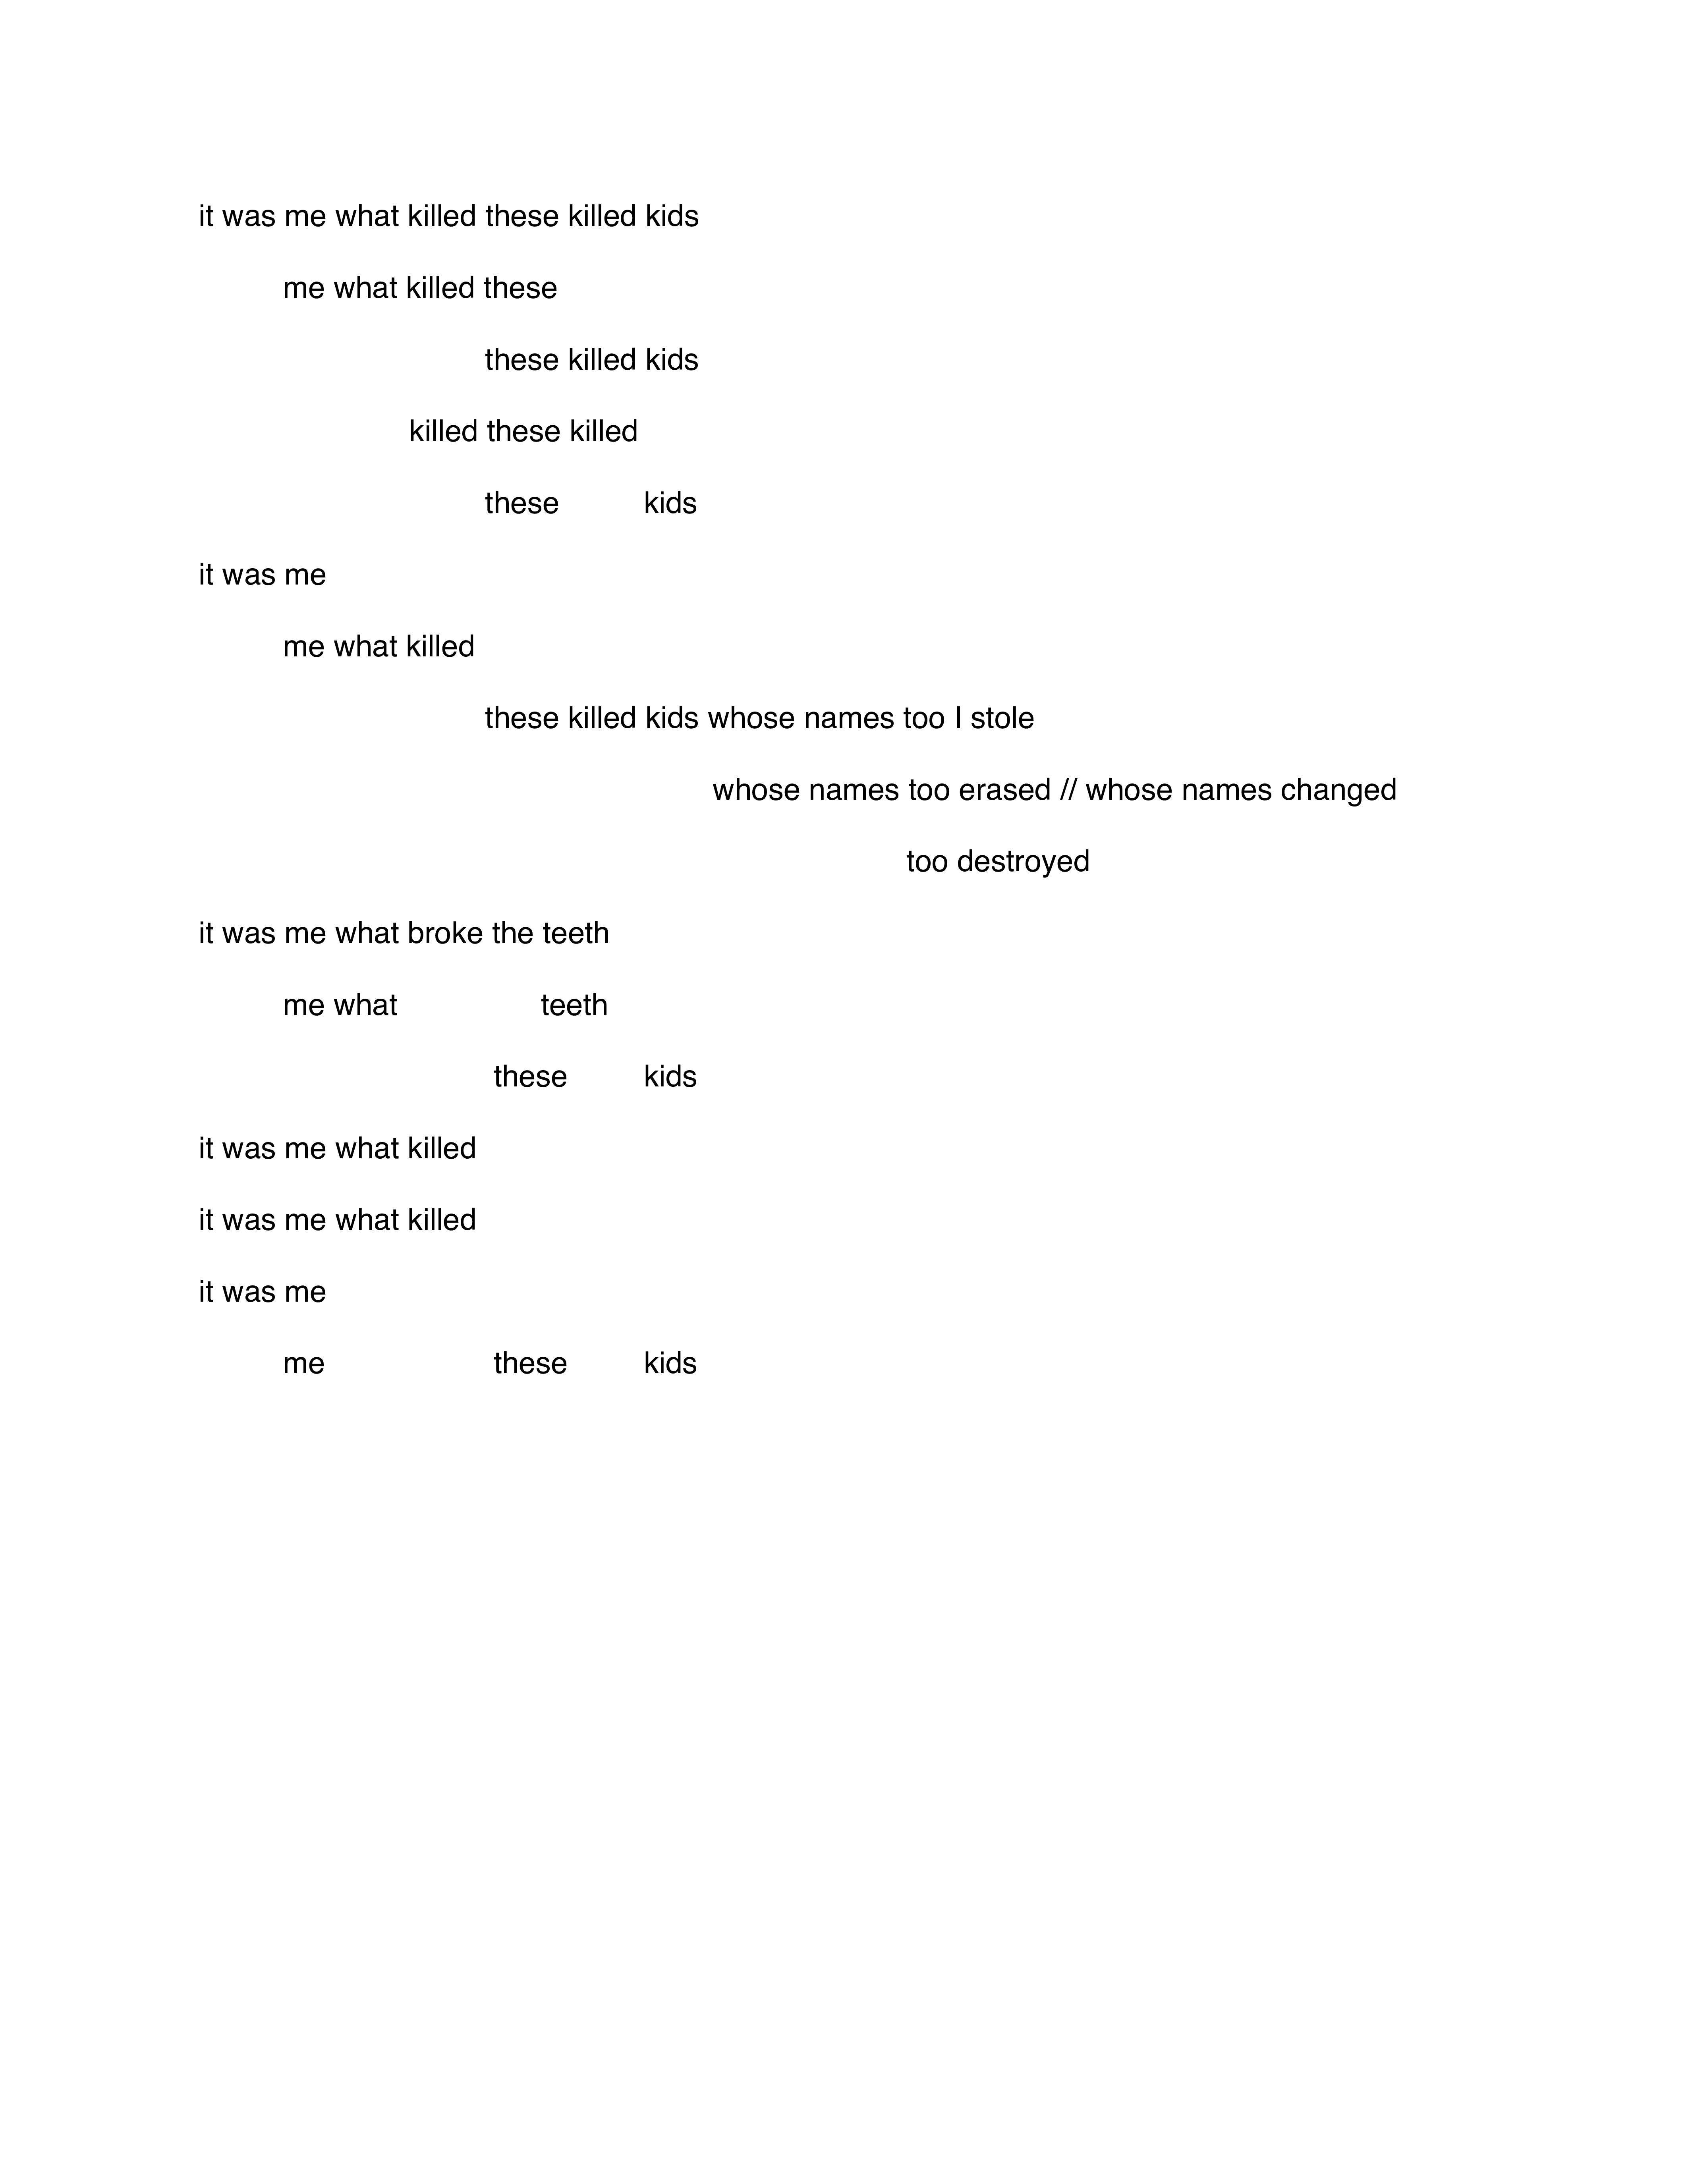 it was me what killed these killed kids
me what killed these
these killed kids
killed these killed
these kids
it was me
me what killed
these killed kids whose names too I stole
whose names too erased // whose names changed
too destroyed
it was me what broke the teeth
me what teeth
these kids
it was me what killed
it was me what killed
it was me
me these kids